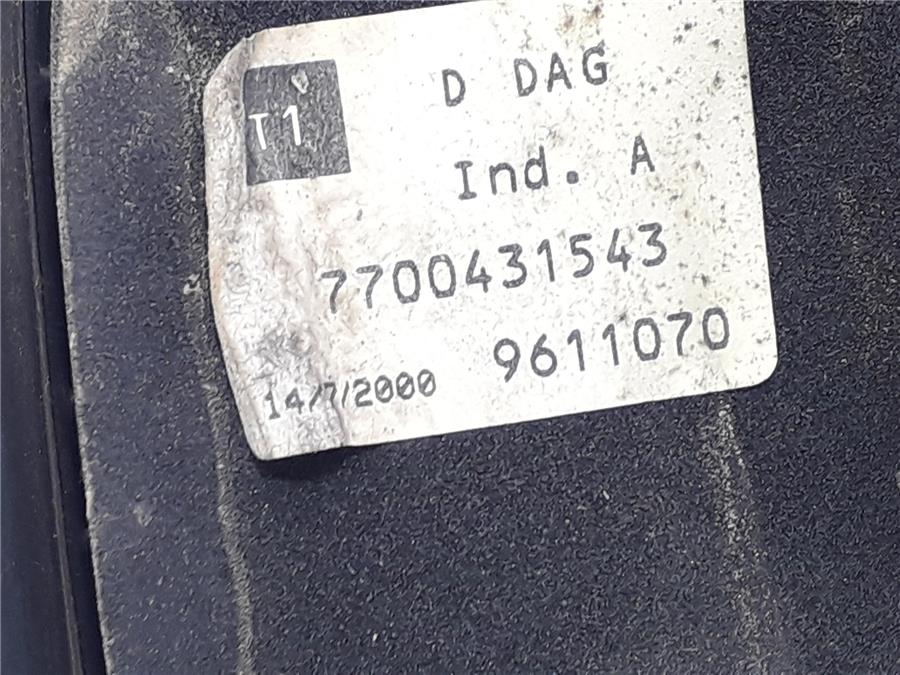 T1
D DAG
Ind. A
7700431543
9611070
14/7/2000